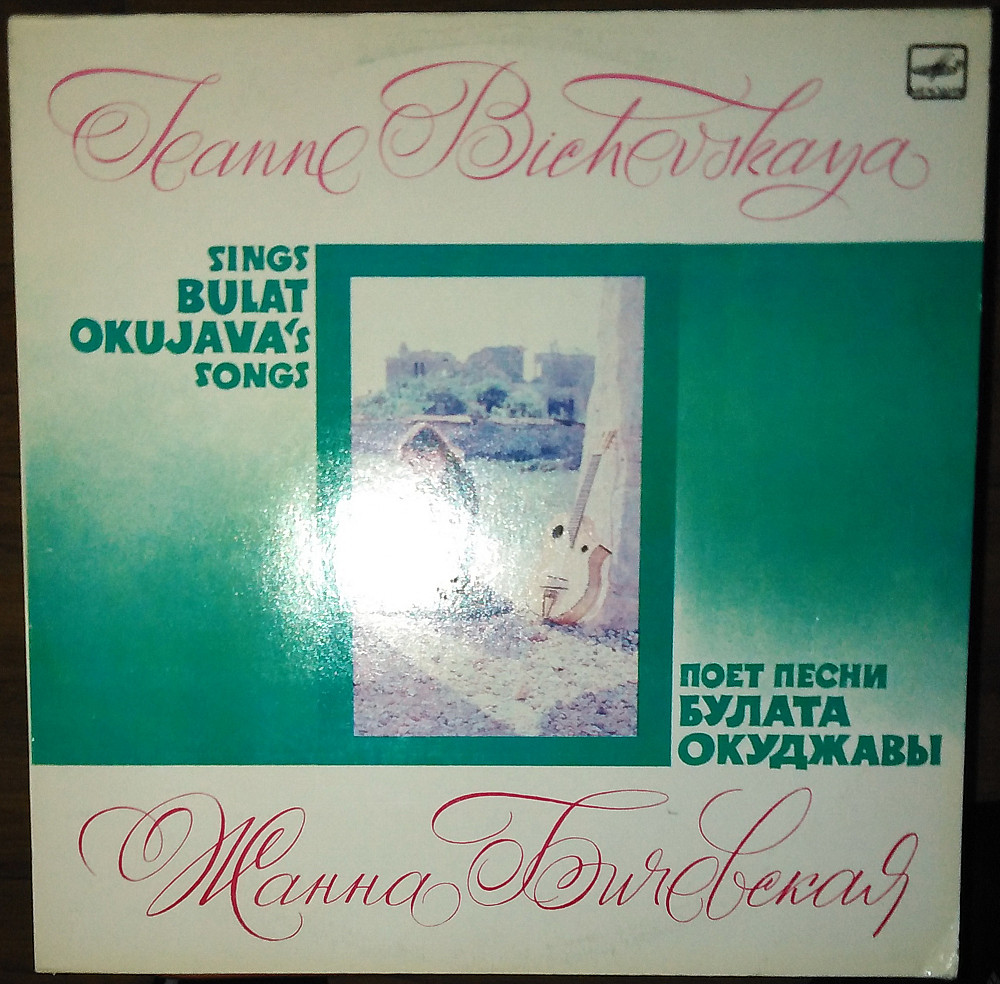 Jeanne Bichevskaya
SINGS
BULAT
OKUJAVA's
SONGS
ПОЕТ ПЕСНИ
БУЛАТА
ОКУДЖАВЫ
Жанна Бичевская